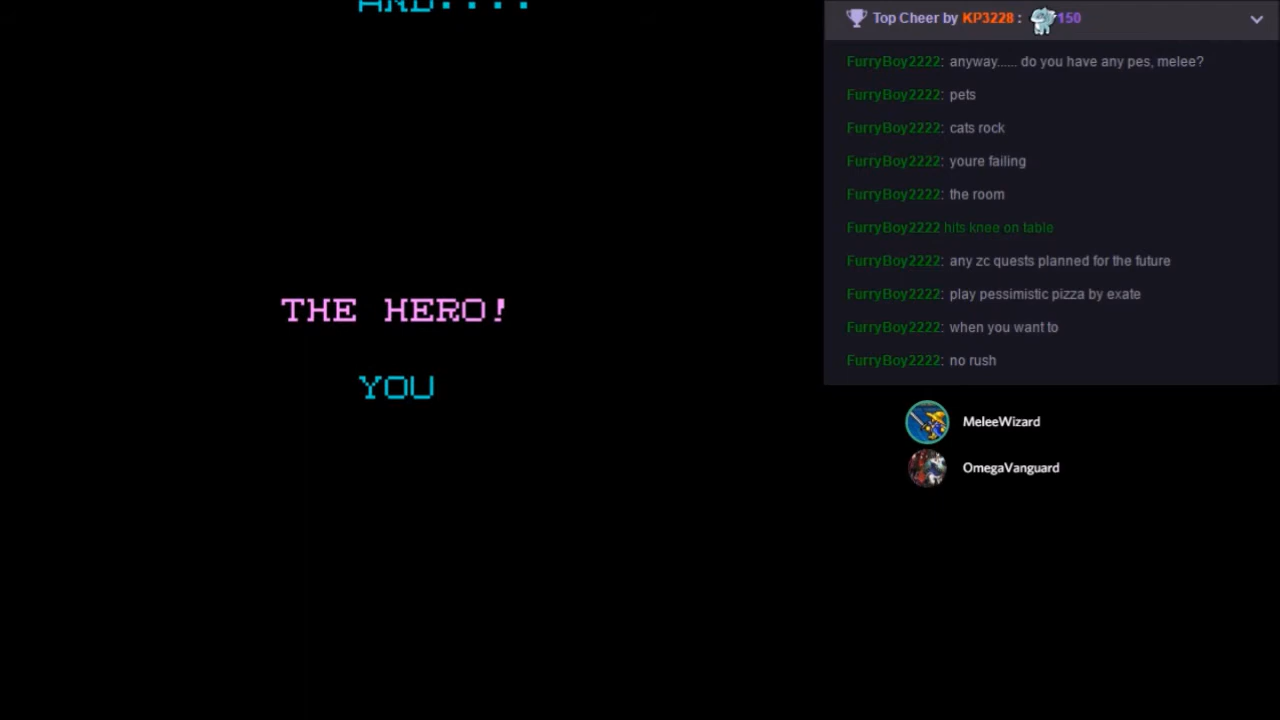 AND....
THE HERO!
YOU
Top Cheer by KP3228 : 150
FurryBoy2222: anyway...... do you have any pes, melee?
FurryBoy2222: pets
FurryBoy2222: cats rock
FurryBoy2222: youre failing
FurryBoy2222: the room
FurryBoy2222 hits knee on table
FurryBoy2222: any zc quests planned for the future
FurryBoy2222: play pessimistic pizza by exate
FurryBoy2222: when you want to
FurryBoy2222: no rush
MeleeWizard
OmegaVanguard